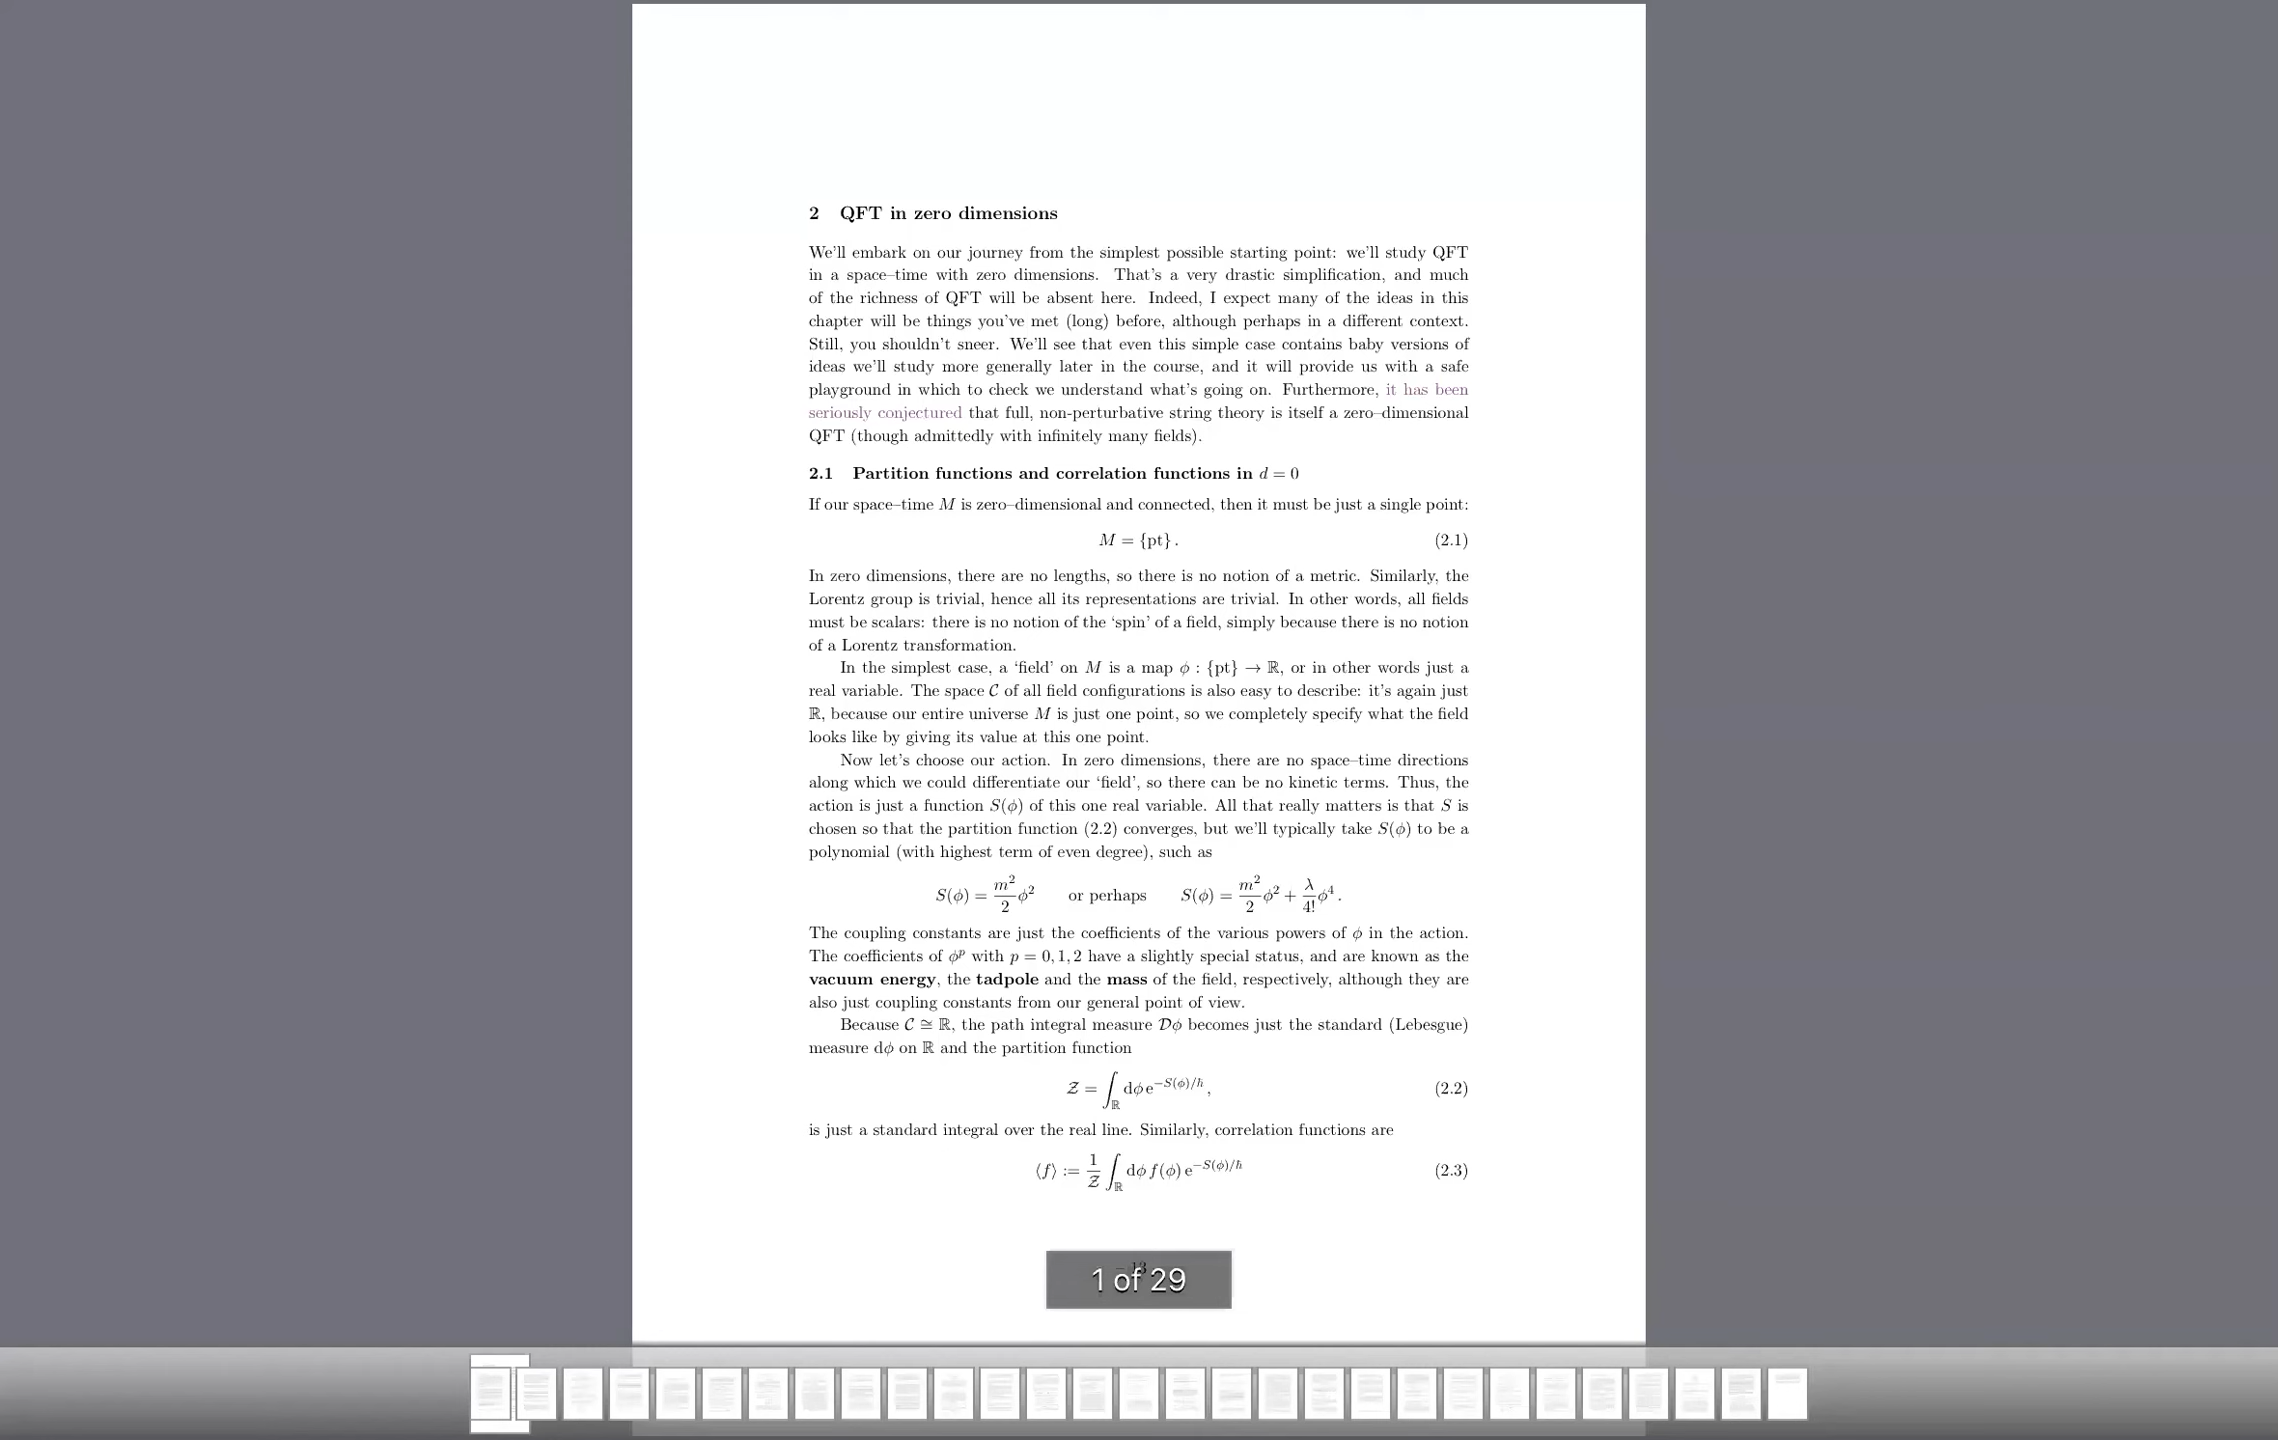 2 QFT in zero dimensions
We'll embark on our journey from the simplest possible starting point: we'll study QFT
in a space–time with zero dimensions. That's a very drastic simplification, and much
of the richness of QFT will be absent here. Indeed, I expect many of the ideas in this
chapter will be things you've met (long) before, although perhaps in a different context.
Still, you shouldn't sneer. We'll see that even this simple case contains baby versions of
ideas we'll study more generally later in the course, and it will provide us with a safe
playground in which to check we understand what's going on. Furthermore, it has been
seriously conjectured that full, non-perturbative string theory is itself a zero–dimensional
QFT (though admittedly with infinitely many fields).
2.1 Partition functions and correlation functions in d = 0
If our space–time M is zero–dimensional and connected, then it must be just a single point:
M = {pt} . (2.1)
In zero dimensions, there are no lengths, so there is no notion of a metric. Similarly, the
Lorentz group is trivial, hence all its representations are trivial. In other words, all fields
must be scalars: there is no notion of the 'spin' of a field, simply because there is no notion
of a Lorentz transformation.
In the simplest case, a 'field' on M is a map ϕ : {pt} → ℝ, or in other words just a
real variable. The space 𝒞 of all field configurations is also easy to describe: it's again just
ℝ, because our entire universe M is just one point, so we completely specify what the field
looks like by giving its value at this one point.
Now let's choose our action. In zero dimensions, there are no space–time directions
along which we could differentiate our 'field', so there can be no kinetic terms. Thus, the
action is just a function S(ϕ) of this one real variable. All that really matters is that S is
chosen so that the partition function (2.2) converges, but we'll typically take S(ϕ) to be a
polynomial (with highest term of even degree), such as
S(ϕ) = m²/2 ϕ² or perhaps S(ϕ) = m²/2 ϕ² + λ/4! ϕ⁴ .
The coupling constants are just the coefficients of the various powers of ϕ in the action.
The coefficients of ϕᵖ with p = 0, 1, 2 have a slightly special status, and are known as the
vacuum energy, the tadpole and the mass of the field, respectively, although they are
also just coupling constants from our general point of view.
Because 𝒞 ≅ ℝ, the path integral measure 𝒟ϕ becomes just the standard (Lebesgue)
measure dϕ on ℝ and the partition function
𝒵 = ∫_ℝ dϕ e^{−S(ϕ)/ħ} , (2.2)
is just a standard integral over the real line. Similarly, correlation functions are
⟨f⟩ := 1/𝒵 ∫_ℝ dϕ f(ϕ) e^{−S(ϕ)/ħ} (2.3)
1 of 29